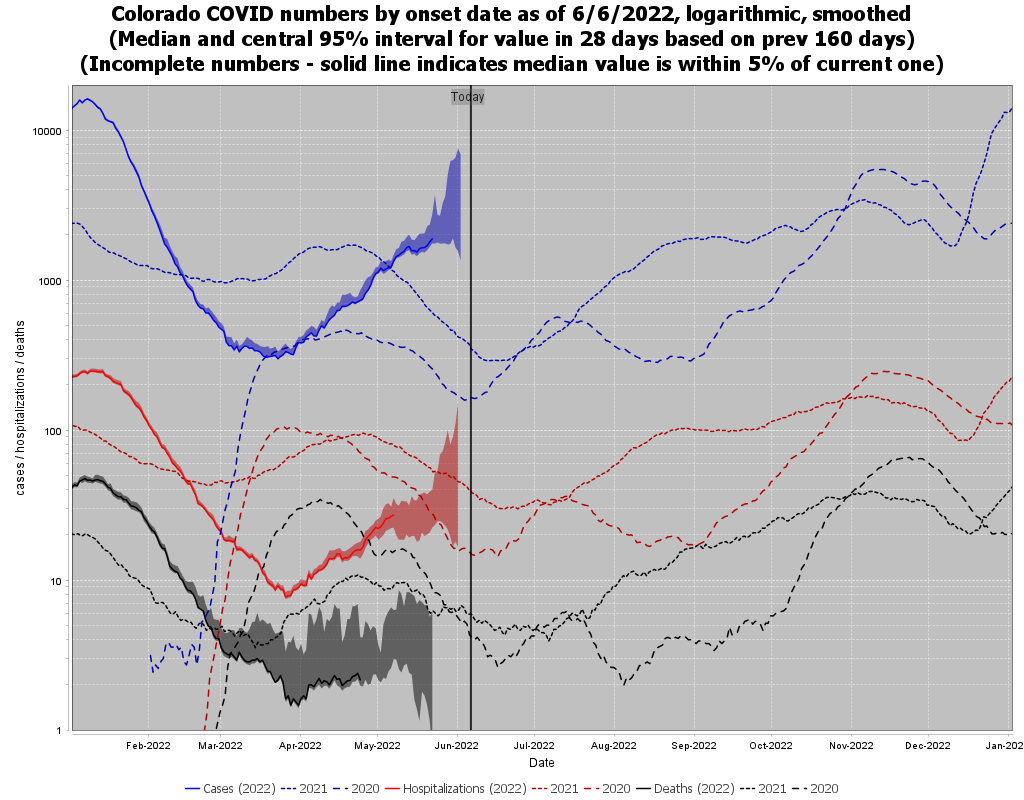 Colorado COVID numbers by onset date as of 6/6/2022, logarithmic, smoothed
(Median and central 95% interval for value in 28 days based on prev 160 days)
(Incomplete numbers - solid line indicates median value is within 5% of current one)
Today
10000
1000
100
10
1
cases / hospitalizations / deaths
Feb-2022 Mar-2022 Apr-2022 May-2022 Jun-2022 Jul-2022 Aug-2022 Sep-2022 Oct-2022 Nov-2022 Dec-2022 Jan-202
Date
Cases (2022) 2021 2020 Hospitalizations (2022) 2021 2020 Deaths (2022) 2021 2020